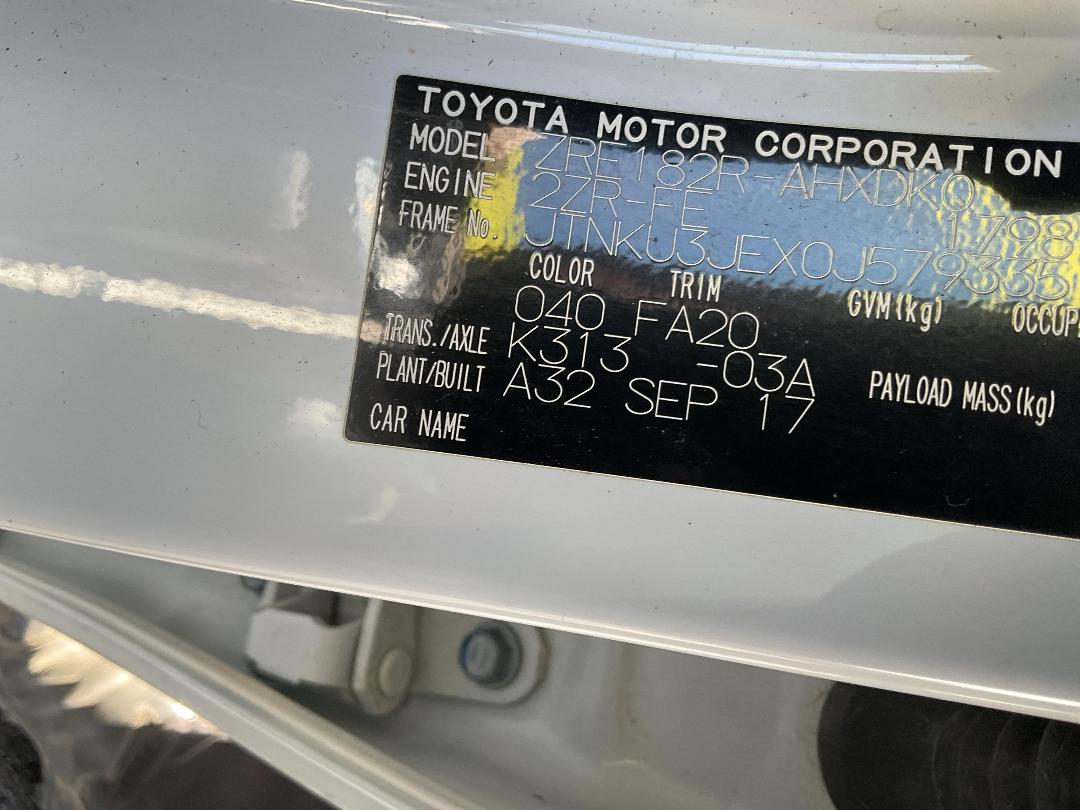 TOYOTA MOTOR CORPORATION
MODEL ZRE182R-AHXDKQ
ENGINE 2ZR-FE 1798
FRAME No. JTNKU3JEX0J579335
COLOR TRIM GVM(kg) OCCUP
040 FA20
TRANS./AXLE K313 -03A PAYLOAD MASS(kg)
PLANT/BUILT A32 SEP 17
CAR NAME